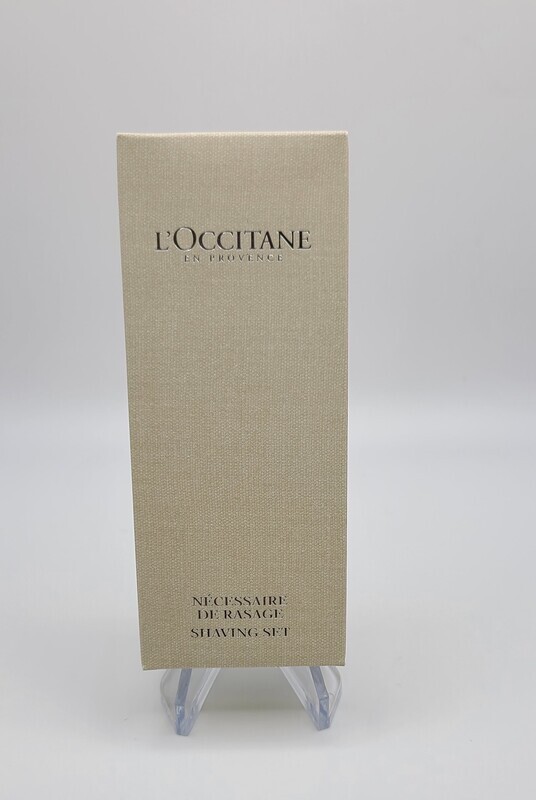 L'OCCITANE
EN PROVENCE
NÉCESSAIRE
DE RASAGE
SHAVING SET